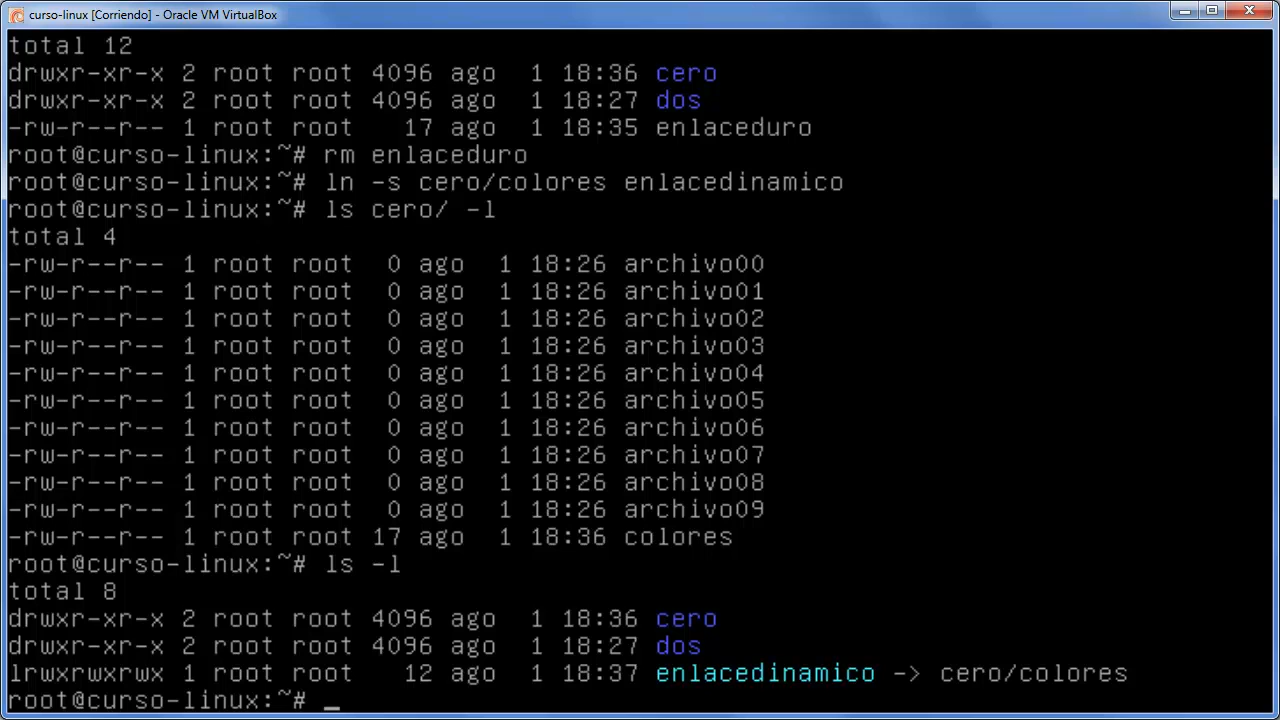 curso-linux [Corriendo] - Oracle VM VirtualBox
total 12
drwxr-xr-x 2 root root 4096 ago  1 18:36 cero
drwxr-xr-x 2 root root 4096 ago  1 18:27 dos
-rw-r--r-- 1 root root   17 ago  1 18:35 enlaceduro
root@curso-linux:~# rm enlaceduro
root@curso-linux:~# ln -s cero/colores enlacedinamico
root@curso-linux:~# ls cero/ -l
total 4
-rw-r--r-- 1 root root  0 ago  1 18:26 archivo00
-rw-r--r-- 1 root root  0 ago  1 18:26 archivo01
-rw-r--r-- 1 root root  0 ago  1 18:26 archivo02
-rw-r--r-- 1 root root  0 ago  1 18:26 archivo03
-rw-r--r-- 1 root root  0 ago  1 18:26 archivo04
-rw-r--r-- 1 root root  0 ago  1 18:26 archivo05
-rw-r--r-- 1 root root  0 ago  1 18:26 archivo06
-rw-r--r-- 1 root root  0 ago  1 18:26 archivo07
-rw-r--r-- 1 root root  0 ago  1 18:26 archivo08
-rw-r--r-- 1 root root  0 ago  1 18:26 archivo09
-rw-r--r-- 1 root root 17 ago  1 18:36 colores
root@curso-linux:~# ls -l
total 8
drwxr-xr-x 2 root root 4096 ago  1 18:36 cero
drwxr-xr-x 2 root root 4096 ago  1 18:27 dos
lrwxrwxrwx 1 root root   12 ago  1 18:37 enlacedinamico -> cero/colores
root@curso-linux:~# _